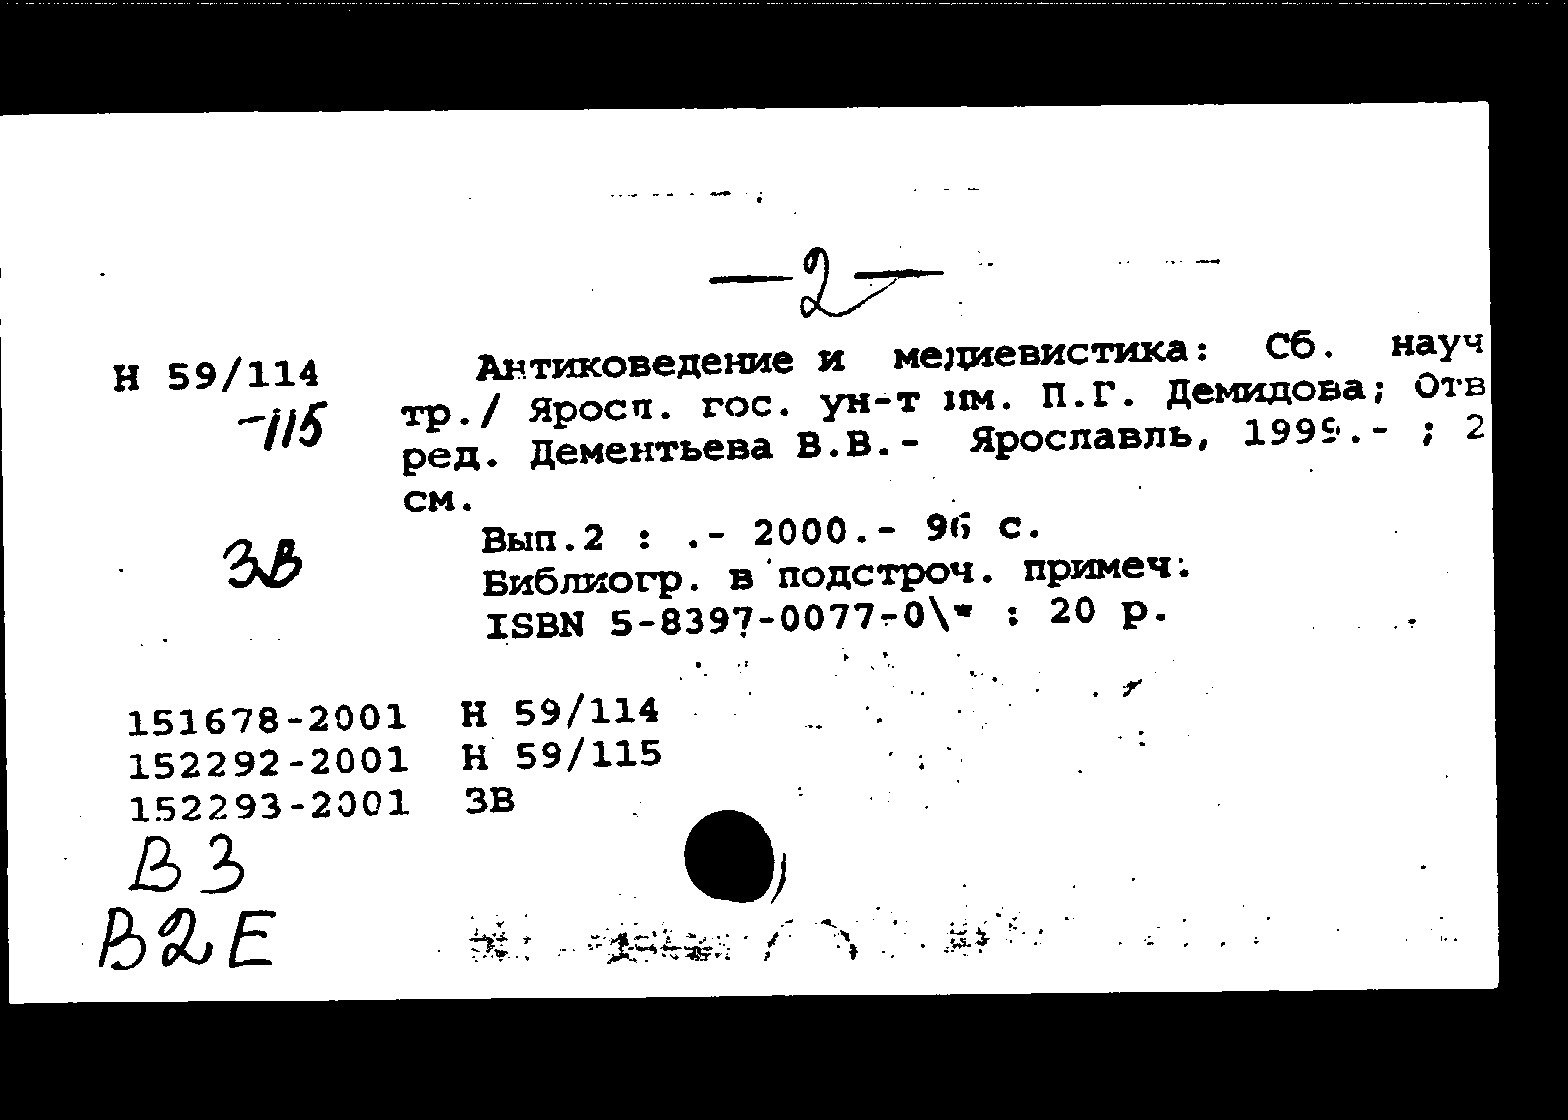 —2—
Н 59/114 Антиковедение и медиевистика: Сб. науч
-115 тр./ Яросл. гос. ун-т им. П.Г. Демидова; Отв
ред. Дементьева В.В.- Ярославль, 1999.- ; 2
см.
Вып.2 : .- 2000.- 96 с.
ЗВ Библиогр. в подстроч. примеч.
ISBN 5-8397-0077-0\* : 20 р.
151678-2001 Н 59/114
152292-2001 Н 59/115
152293-2001 ЗВ
В3
В2Е